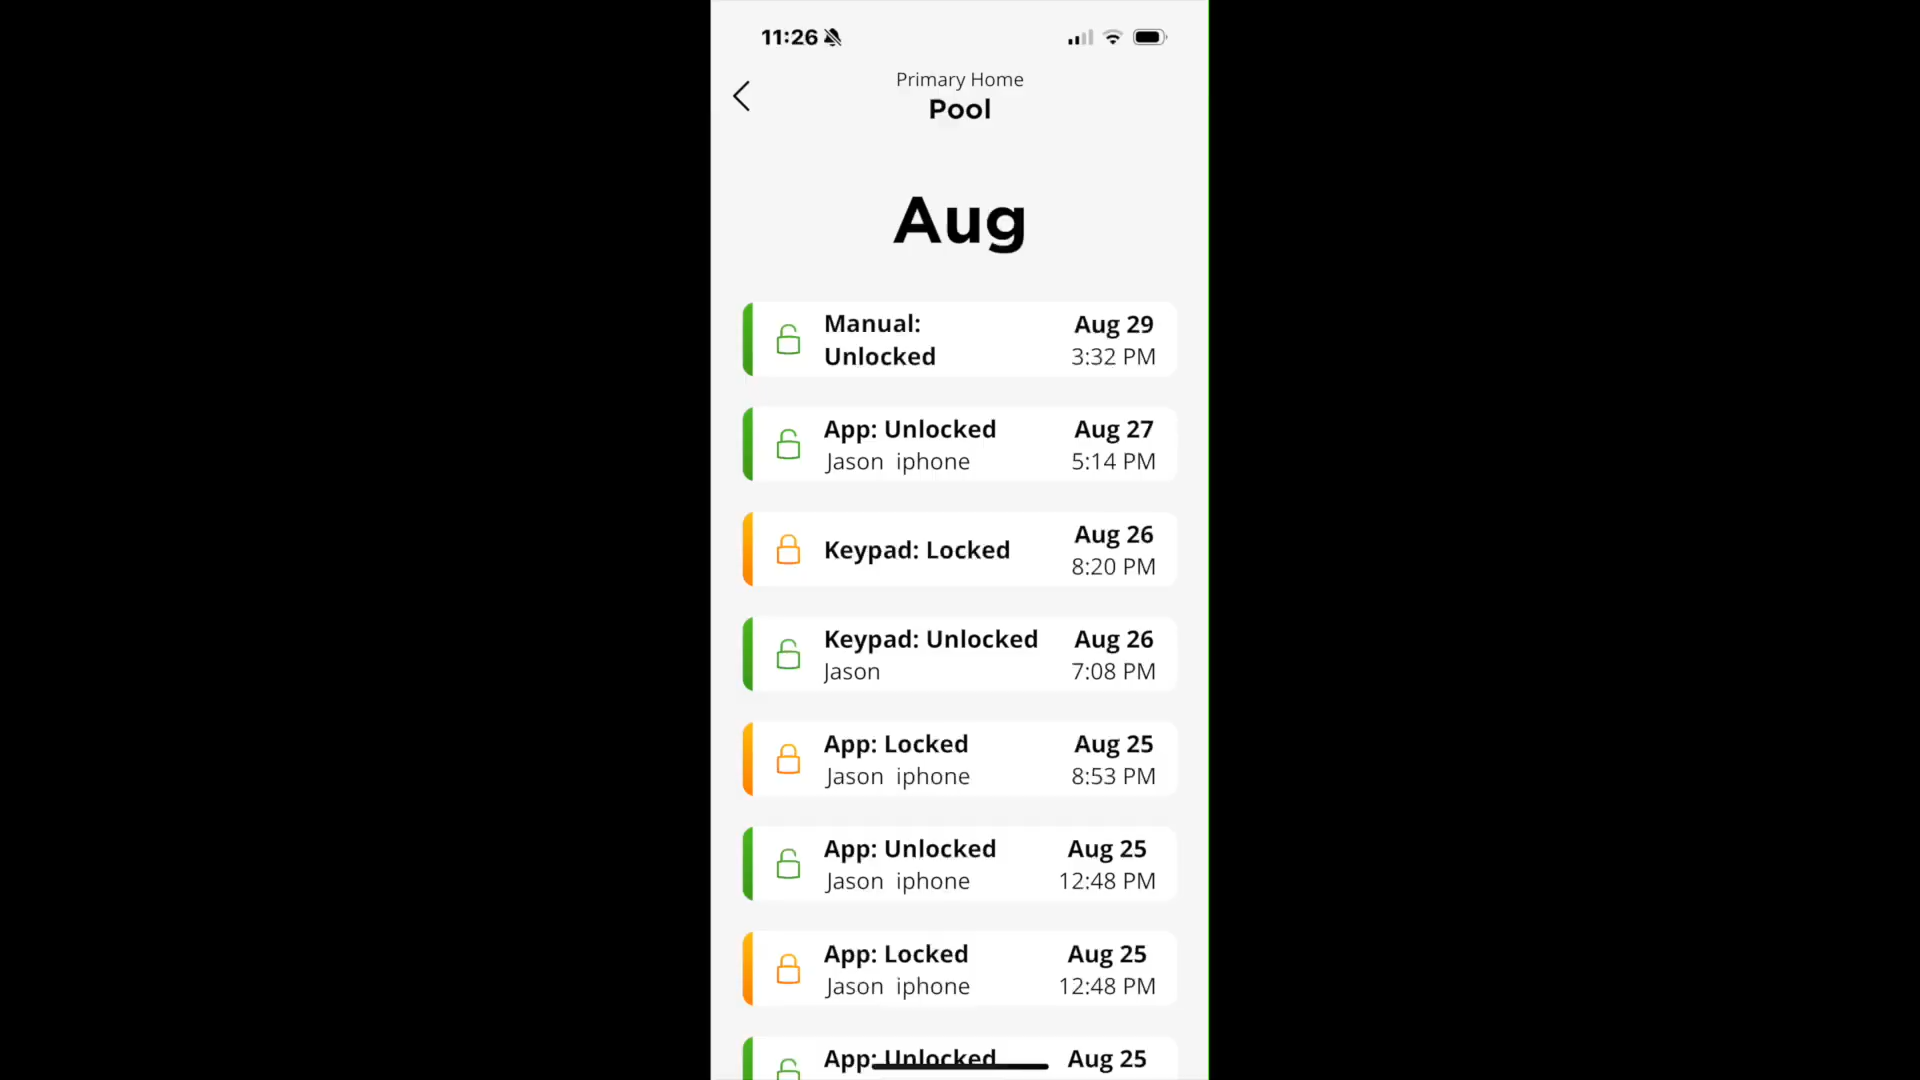 11:26
Primary Home
Pool
Aug
Manual:
Unlocked
Aug 29
3:32 PM
App: Unlocked
Jason iphone
Aug 27
5:14 PM
Keypad: Locked
Aug 26
8:20 PM
Keypad: Unlocked
Jason
Aug 26
7:08 PM
App: Locked
Jason iphone
Aug 25
8:53 PM
App: Unlocked
Jason iphone
Aug 25
12:48 PM
App: Locked
Jason iphone
Aug 25
12:48 PM
App: Unlocked
Aug 25